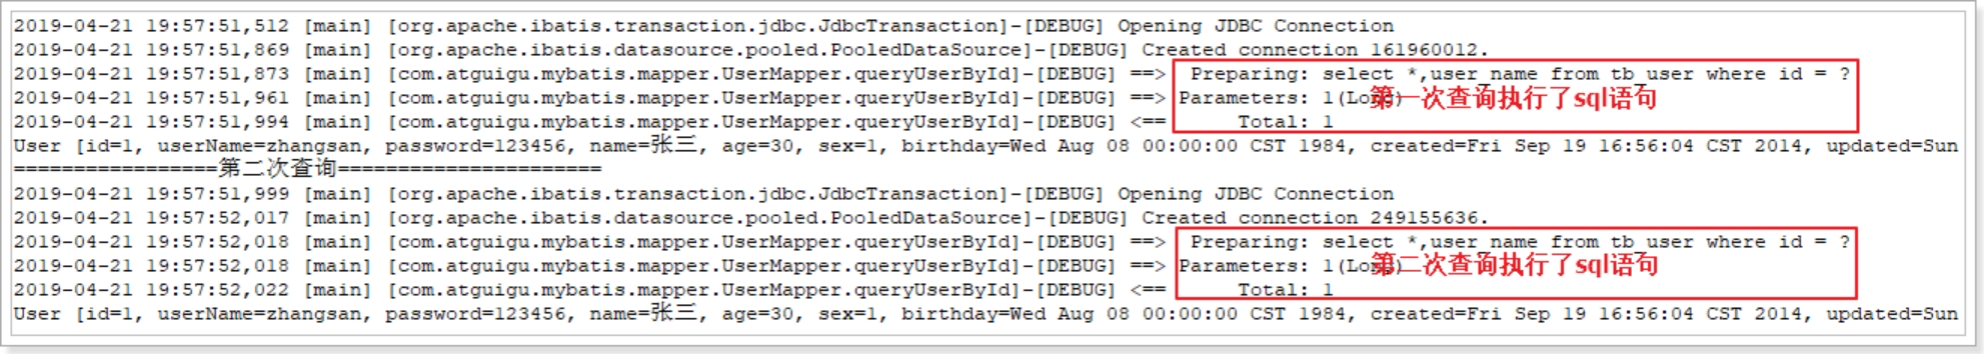 2019-04-21 19:57:51,512 [main] [org.apache.ibatis.transaction.jdbc.JdbcTransaction]-[DEBUG] Opening JDBC Connection
2019-04-21 19:57:51,869 [main] [org.apache.ibatis.datasource.pooled.PooledDataSource]-[DEBUG] Created connection 161960012.
2019-04-21 19:57:51,873 [main] [com.atguigu.mybatis.mapper.UserMapper.queryUserById]-[DEBUG] ==>  Preparing: select *,user_name from tb_user where id = ?
2019-04-21 19:57:51,961 [main] [com.atguigu.mybatis.mapper.UserMapper.queryUserById]-[DEBUG] ==> Parameters: 1(Long)
第一次查询执行了sql语句
2019-04-21 19:57:51,994 [main] [com.atguigu.mybatis.mapper.UserMapper.queryUserById]-[DEBUG] <==      Total: 1
User [id=1, userName=zhangsan, password=123456, name=张三, age=30, sex=1, birthday=Wed Aug 08 00:00:00 CST 1984, created=Fri Sep 19 16:56:04 CST 2014, updated=Sun
=================第二次查询======================
2019-04-21 19:57:51,999 [main] [org.apache.ibatis.transaction.jdbc.JdbcTransaction]-[DEBUG] Opening JDBC Connection
2019-04-21 19:57:52,017 [main] [org.apache.ibatis.datasource.pooled.PooledDataSource]-[DEBUG] Created connection 249155636.
2019-04-21 19:57:52,018 [main] [com.atguigu.mybatis.mapper.UserMapper.queryUserById]-[DEBUG] ==>  Preparing: select *,user_name from tb_user where id = ?
2019-04-21 19:57:52,018 [main] [com.atguigu.mybatis.mapper.UserMapper.queryUserById]-[DEBUG] ==> Parameters: 1(Long)
第二次查询执行了sql语句
2019-04-21 19:57:52,022 [main] [com.atguigu.mybatis.mapper.UserMapper.queryUserById]-[DEBUG] <==      Total: 1
User [id=1, userName=zhangsan, password=123456, name=张三, age=30, sex=1, birthday=Wed Aug 08 00:00:00 CST 1984, created=Fri Sep 19 16:56:04 CST 2014, updated=Sun